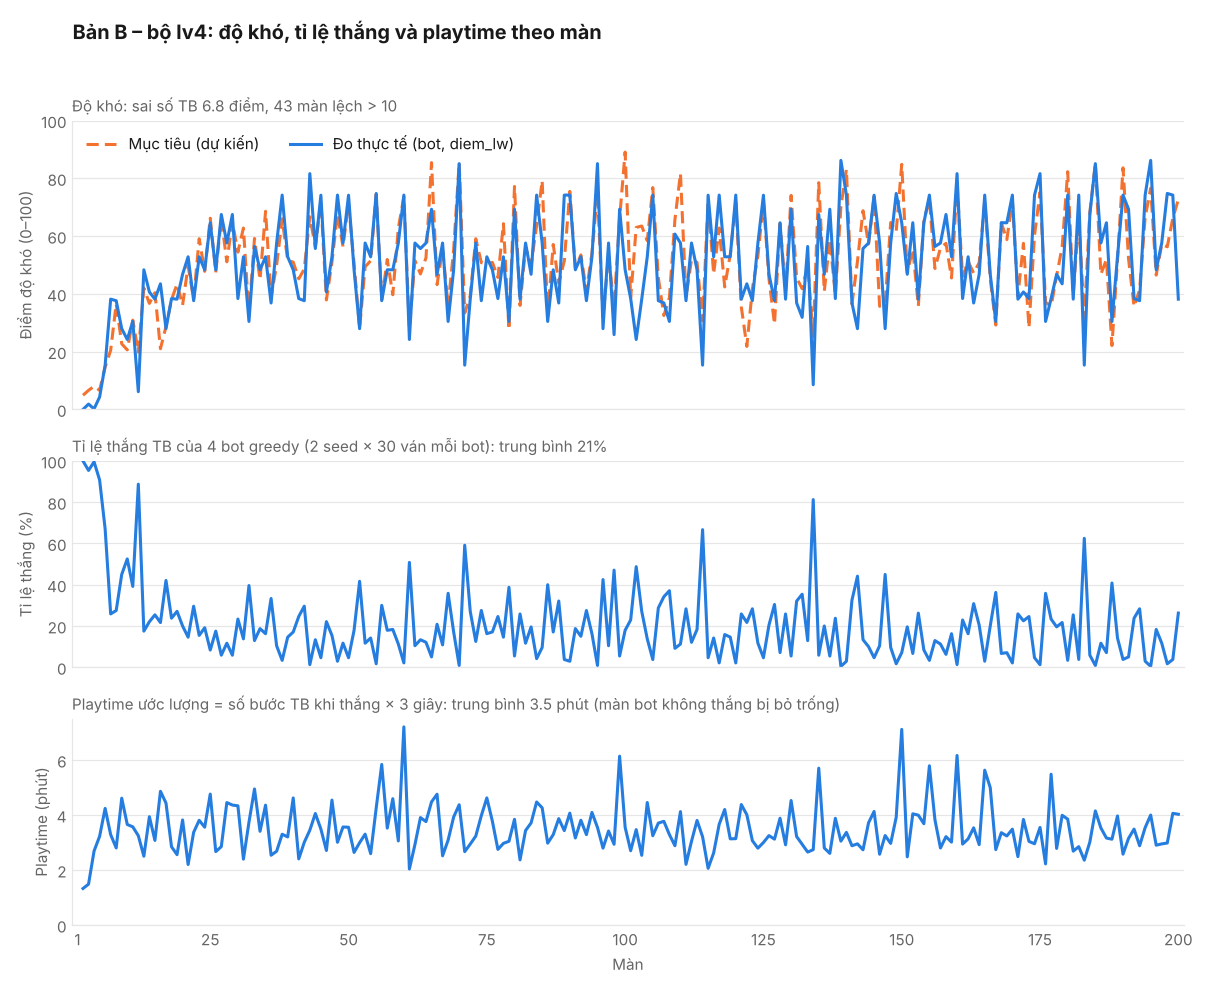 Bản B – bộ lv4: độ khó, tỉ lệ thắng và playtime theo màn
Độ khó: sai số TB 6.8 điểm, 43 màn lệch > 10
Mục tiêu (dự kiến)
Đo thực tế (bot, diem_lw)
Điểm độ khó (0–100)
100
80
60
40
20
0
Tỉ lệ thắng TB của 4 bot greedy (2 seed × 30 ván mỗi bot): trung bình 21%
Tỉ lệ thắng (%)
100
80
60
40
20
0
Playtime ước lượng = số bước TB khi thắng × 3 giây: trung bình 3.5 phút (màn bot không thắng bị bỏ trống)
Playtime (phút)
6
4
2
0
1 25 50 75 100 125 150 175 200
Màn